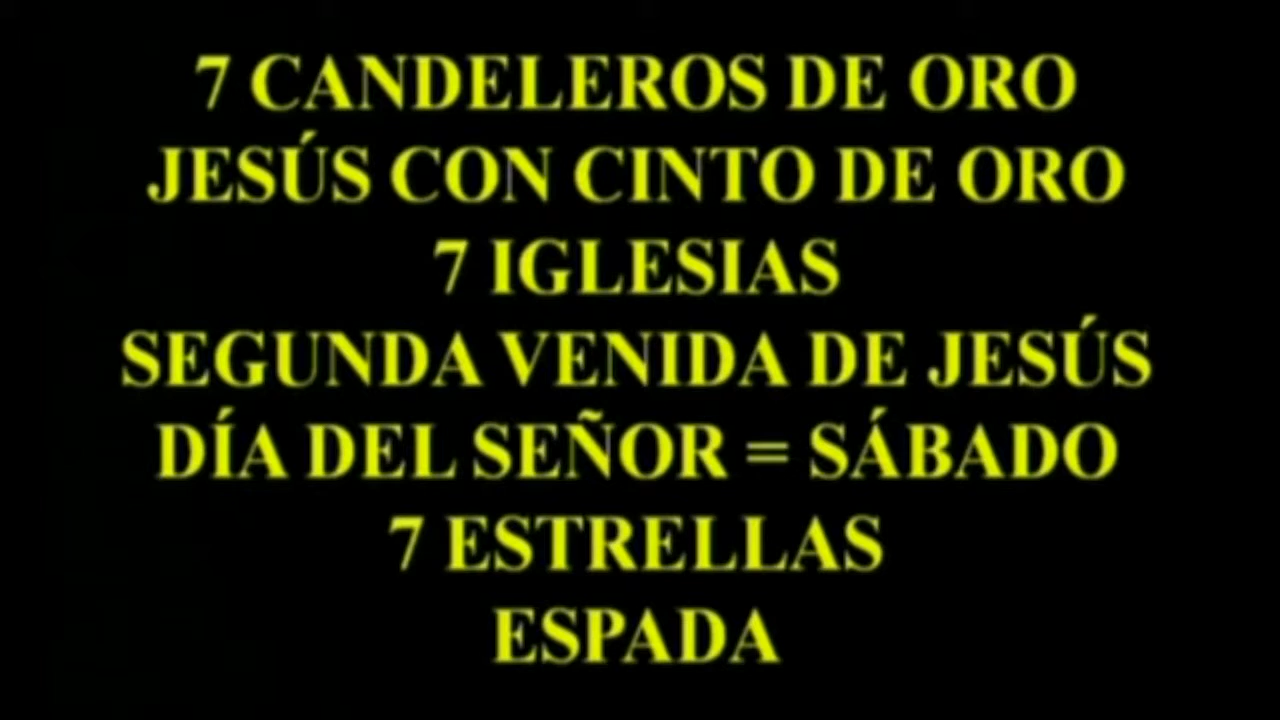 7 CANDELEROS DE ORO
JESÚS CON CINTO DE ORO
7 IGLESIAS
SEGUNDA VENIDA DE JESÚS
DÍA DEL SEÑOR = SÁBADO
7 ESTRELLAS
ESPADA